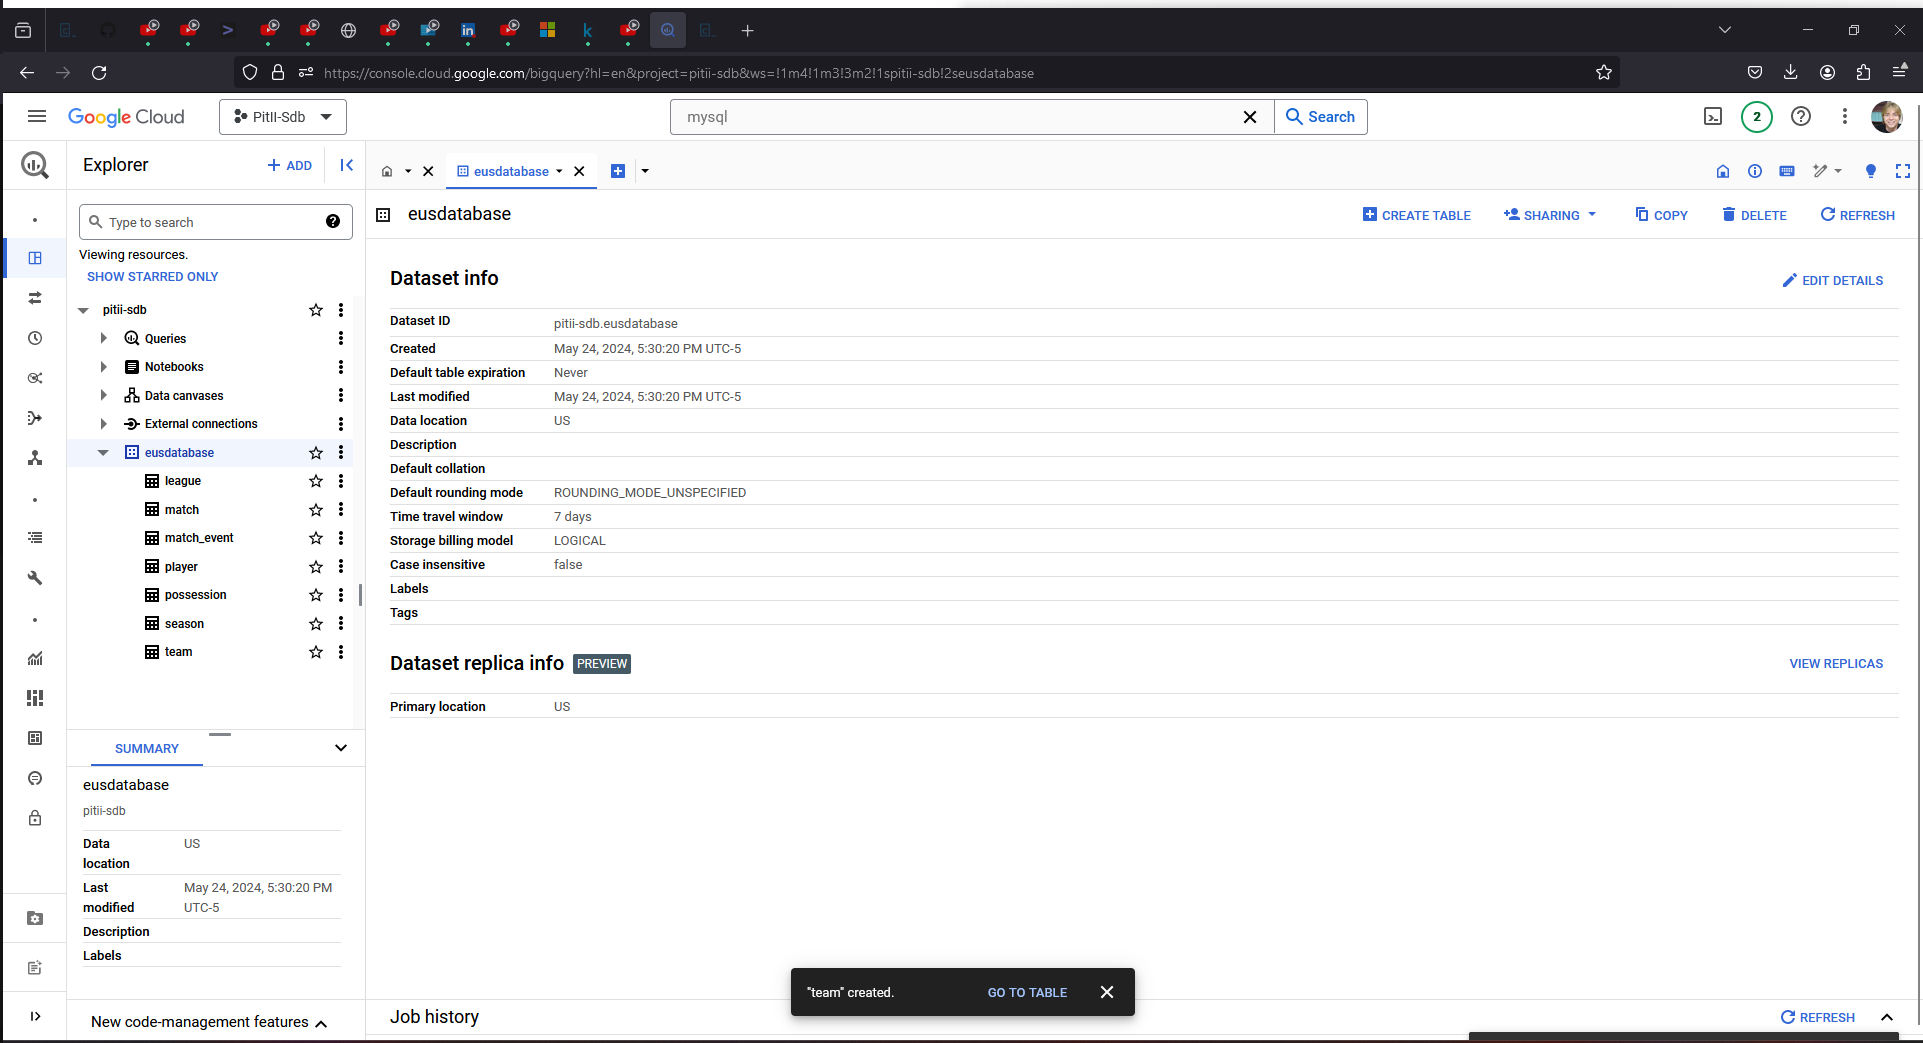 https://console.cloud.google.com/bigquery?hl=en&project=pitii-sdb&ws=!1m4!1m3!3m2!1spitii-sdb!2seusdatabase
Google Cloud
PitII-Sdb
mysql
Search
2
Explorer
ADD
eusdatabase
Type to search
eusdatabase
CREATE TABLE
SHARING
COPY
DELETE
REFRESH
Viewing resources.
SHOW STARRED ONLY
pitii-sdb
Queries
Notebooks
Data canvases
External connections
eusdatabase
league
match
match_event
player
possession
season
team
Dataset info
EDIT DETAILS
Dataset ID pitii-sdb.eusdatabase
Created May 24, 2024, 5:30:20 PM UTC-5
Default table expiration Never
Last modified May 24, 2024, 5:30:20 PM UTC-5
Data location US
Description
Default collation
Default rounding mode ROUNDING_MODE_UNSPECIFIED
Time travel window 7 days
Storage billing model LOGICAL
Case insensitive false
Labels
Tags
Dataset replica info PREVIEW
VIEW REPLICAS
Primary location US
SUMMARY
eusdatabase
pitii-sdb
Data location US
Last modified May 24, 2024, 5:30:20 PM UTC-5
Description
Labels
New code-management features
"team" created.
GO TO TABLE
Job history
REFRESH